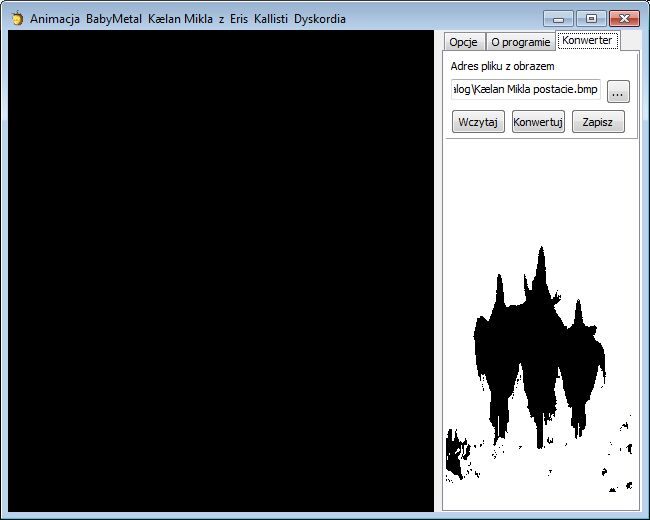 Animacja BabyMetal Kælan Mikla z Eris Kallisti Dyskordia
Opcje O programie Konwerter
Adres pliku z obrazem
alog\Kælan Mikla postacie.bmp ...
Wczytaj Konwertuj Zapisz